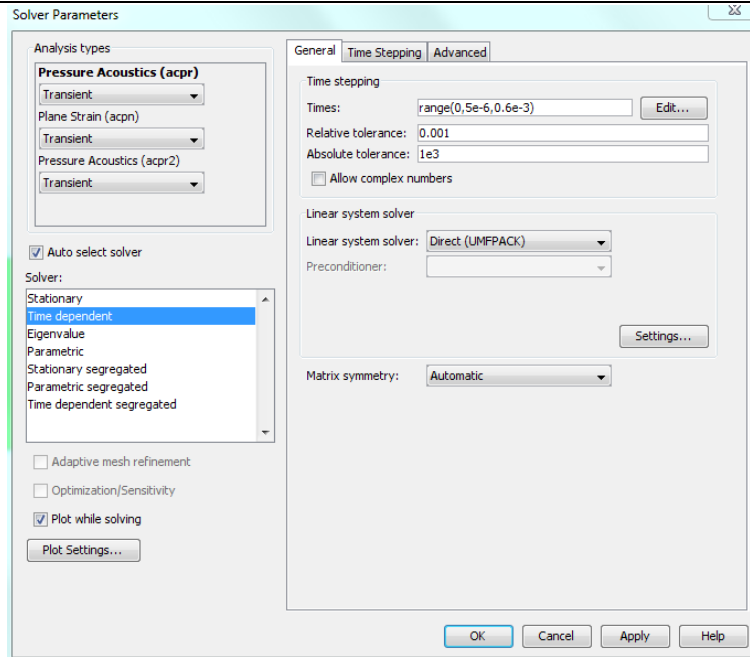 Solver Parameters
Analysis types
Pressure Acoustics (acpr)
Transient
Plane Strain (acpn)
Transient
Pressure Acoustics (acpr2)
Transient
Auto select solver
Solver:
Stationary
Time dependent
Eigenvalue
Parametric
Stationary segregated
Parametric segregated
Time dependent segregated
Adaptive mesh refinement
Optimization/Sensitivity
Plot while solving
Plot Settings...
General Time Stepping Advanced
Time stepping
Times: range(0,5e-6,0.6e-3) Edit...
Relative tolerance: 0.001
Absolute tolerance: 1e3
Allow complex numbers
Linear system solver
Linear system solver: Direct (UMFPACK)
Preconditioner:
Settings...
Matrix symmetry: Automatic
OK Cancel Apply Help